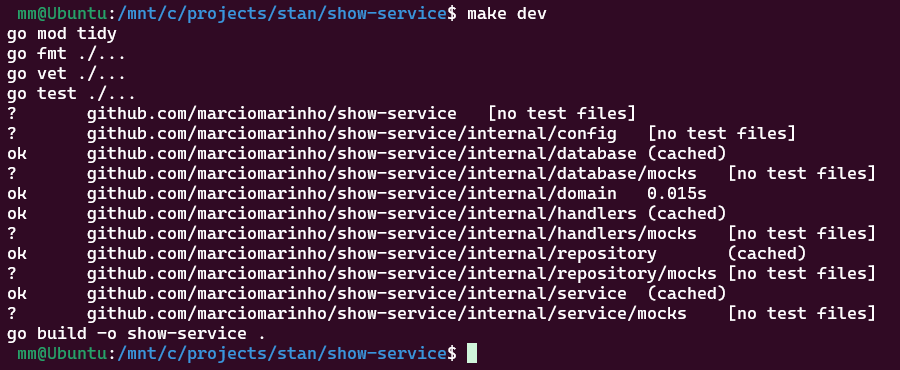 mm@Ubuntu:/mnt/c/projects/stan/show-service$ make dev
go mod tidy
go fmt ./...
go vet ./...
go test ./...
?       github.com/marciomarinho/show-service   [no test files]
?       github.com/marciomarinho/show-service/internal/config   [no test files]
ok      github.com/marciomarinho/show-service/internal/database (cached)
?       github.com/marciomarinho/show-service/internal/database/mocks   [no test files]
ok      github.com/marciomarinho/show-service/internal/domain   0.015s
ok      github.com/marciomarinho/show-service/internal/handlers (cached)
?       github.com/marciomarinho/show-service/internal/handlers/mocks   [no test files]
ok      github.com/marciomarinho/show-service/internal/repository       (cached)
?       github.com/marciomarinho/show-service/internal/repository/mocks [no test files]
ok      github.com/marciomarinho/show-service/internal/service  (cached)
?       github.com/marciomarinho/show-service/internal/service/mocks    [no test files]
go build -o show-service .
mm@Ubuntu:/mnt/c/projects/stan/show-service$